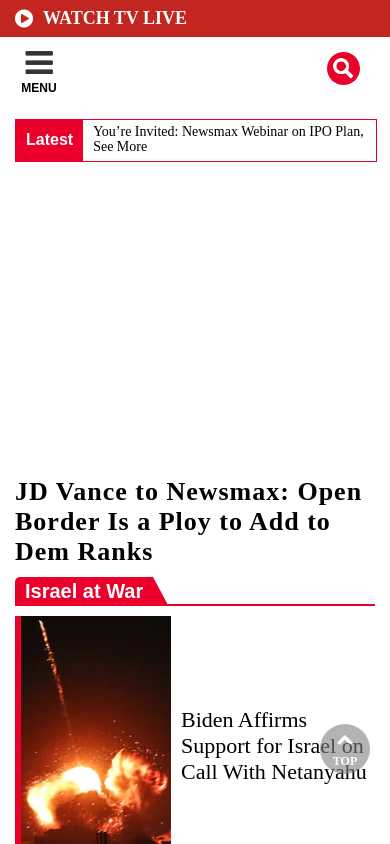 WATCH TV LIVE
MENU
Latest
You’re Invited: Newsmax Webinar on IPO Plan,
See More
JD Vance to Newsmax: Open
Border Is a Ploy to Add to
Dem Ranks
Israel at War
Biden Affirms
Support for Israel on
Call With Netanyahu
TOP